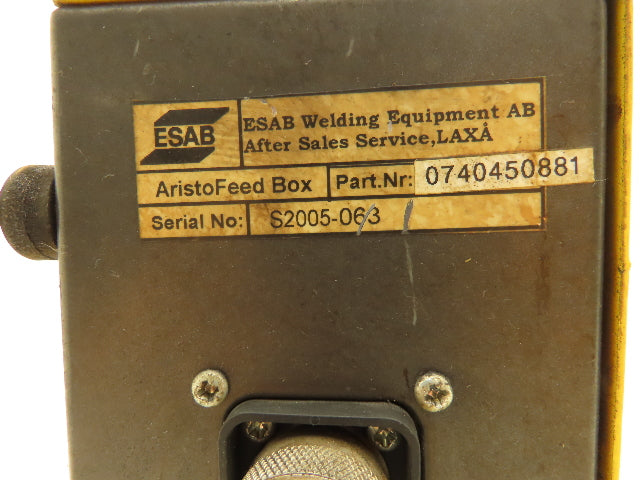 ESAB
ESAB Welding Equipment AB
After Sales Service,LAXÅ
AristoFeed Box Part.Nr: 0740450881
Serial No: S2005-063